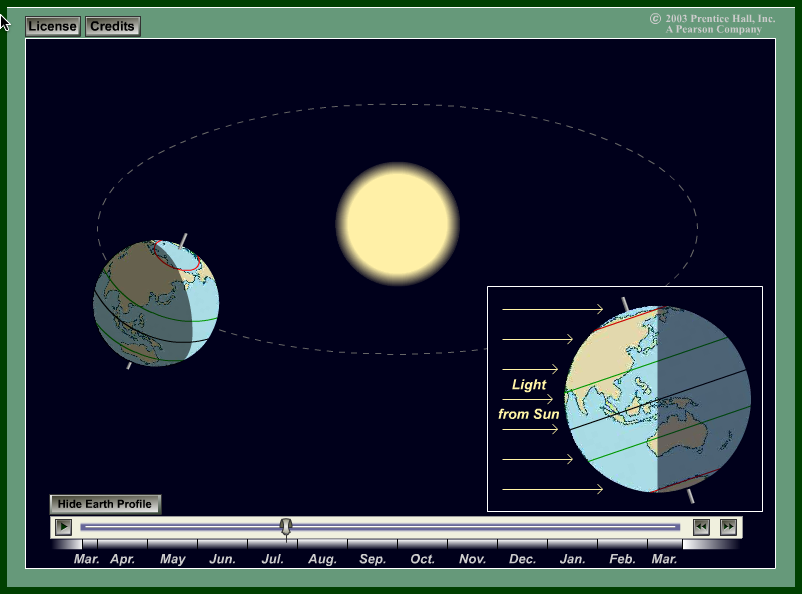 License Credits
© 2003 Prentice Hall, Inc.
A Pearson Company
Light
from Sun
Hide Earth Profile
Mar. Apr. May Jun. Jul. Aug. Sep. Oct. Nov. Dec. Jan. Feb. Mar.